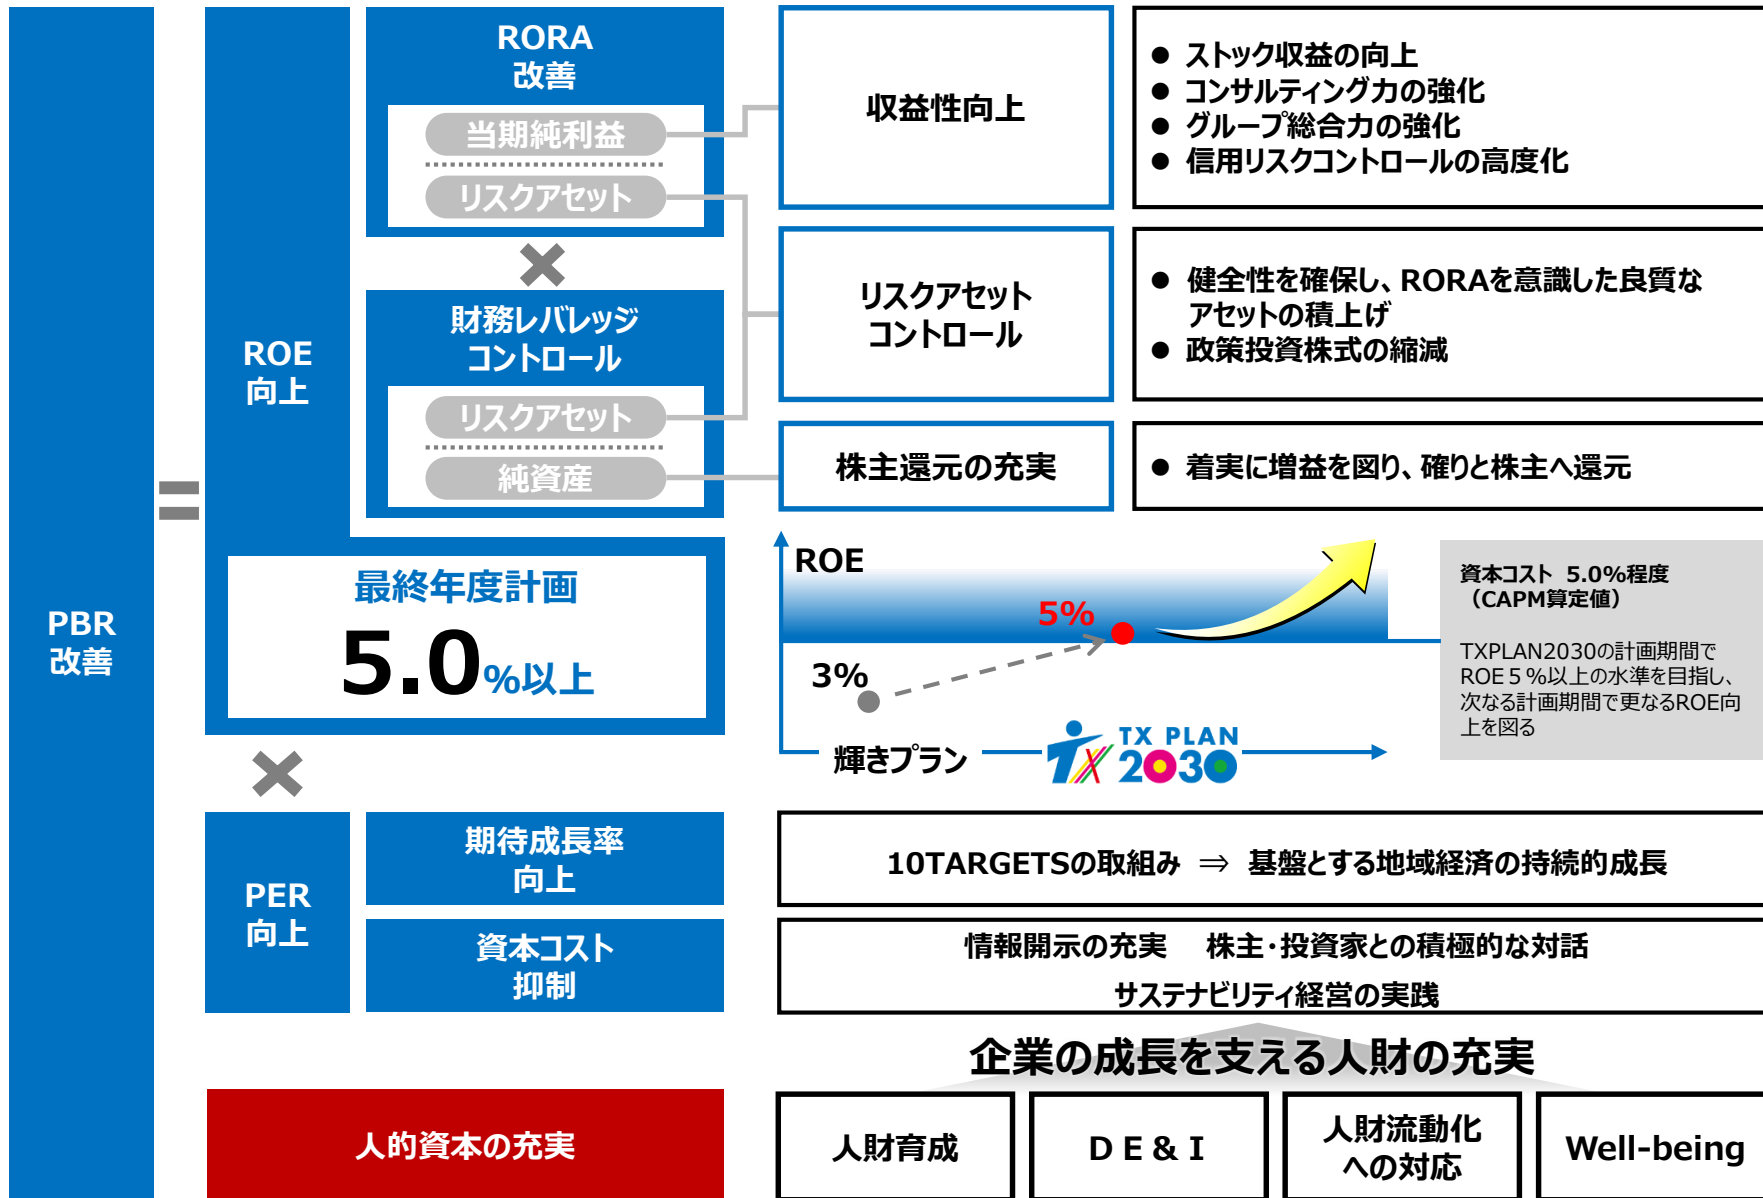 PBR
改善
=
ROE
向上
RORA
改善
当期純利益
リスクアセット
×
財務レバレッジ
コントロール
リスクアセット
純資産
収益性向上
● ストック収益の向上
● コンサルティング力の強化
● グループ総合力の強化
● 信用リスクコントロールの高度化
リスクアセット
コントロール
● 健全性を確保し、RORAを意識した良質な
アセットの積上げ
● 政策投資株式の縮減
株主還元の充実
● 着実に増益を図り、確りと株主へ還元
最終年度計画
5.0%以上
ROE
5%
3%
輝きプラン
TX PLAN
2030
資本コスト 5.0%程度
（CAPM算定値）
TXPLAN2030の計画期間で
ROE５%以上の水準を目指し、
次なる計画期間で更なるROE向
上を図る
×
PER
向上
期待成長率
向上
10TARGETSの取組み ⇒ 基盤とする地域経済の持続的成長
資本コスト
抑制
情報開示の充実 株主・投資家との積極的な対話
サステナビリティ経営の実践
企業の成長を支える人財の充実
人的資本の充実
人財育成
ＤＥ＆Ｉ
人財流動化
への対応
Well-being